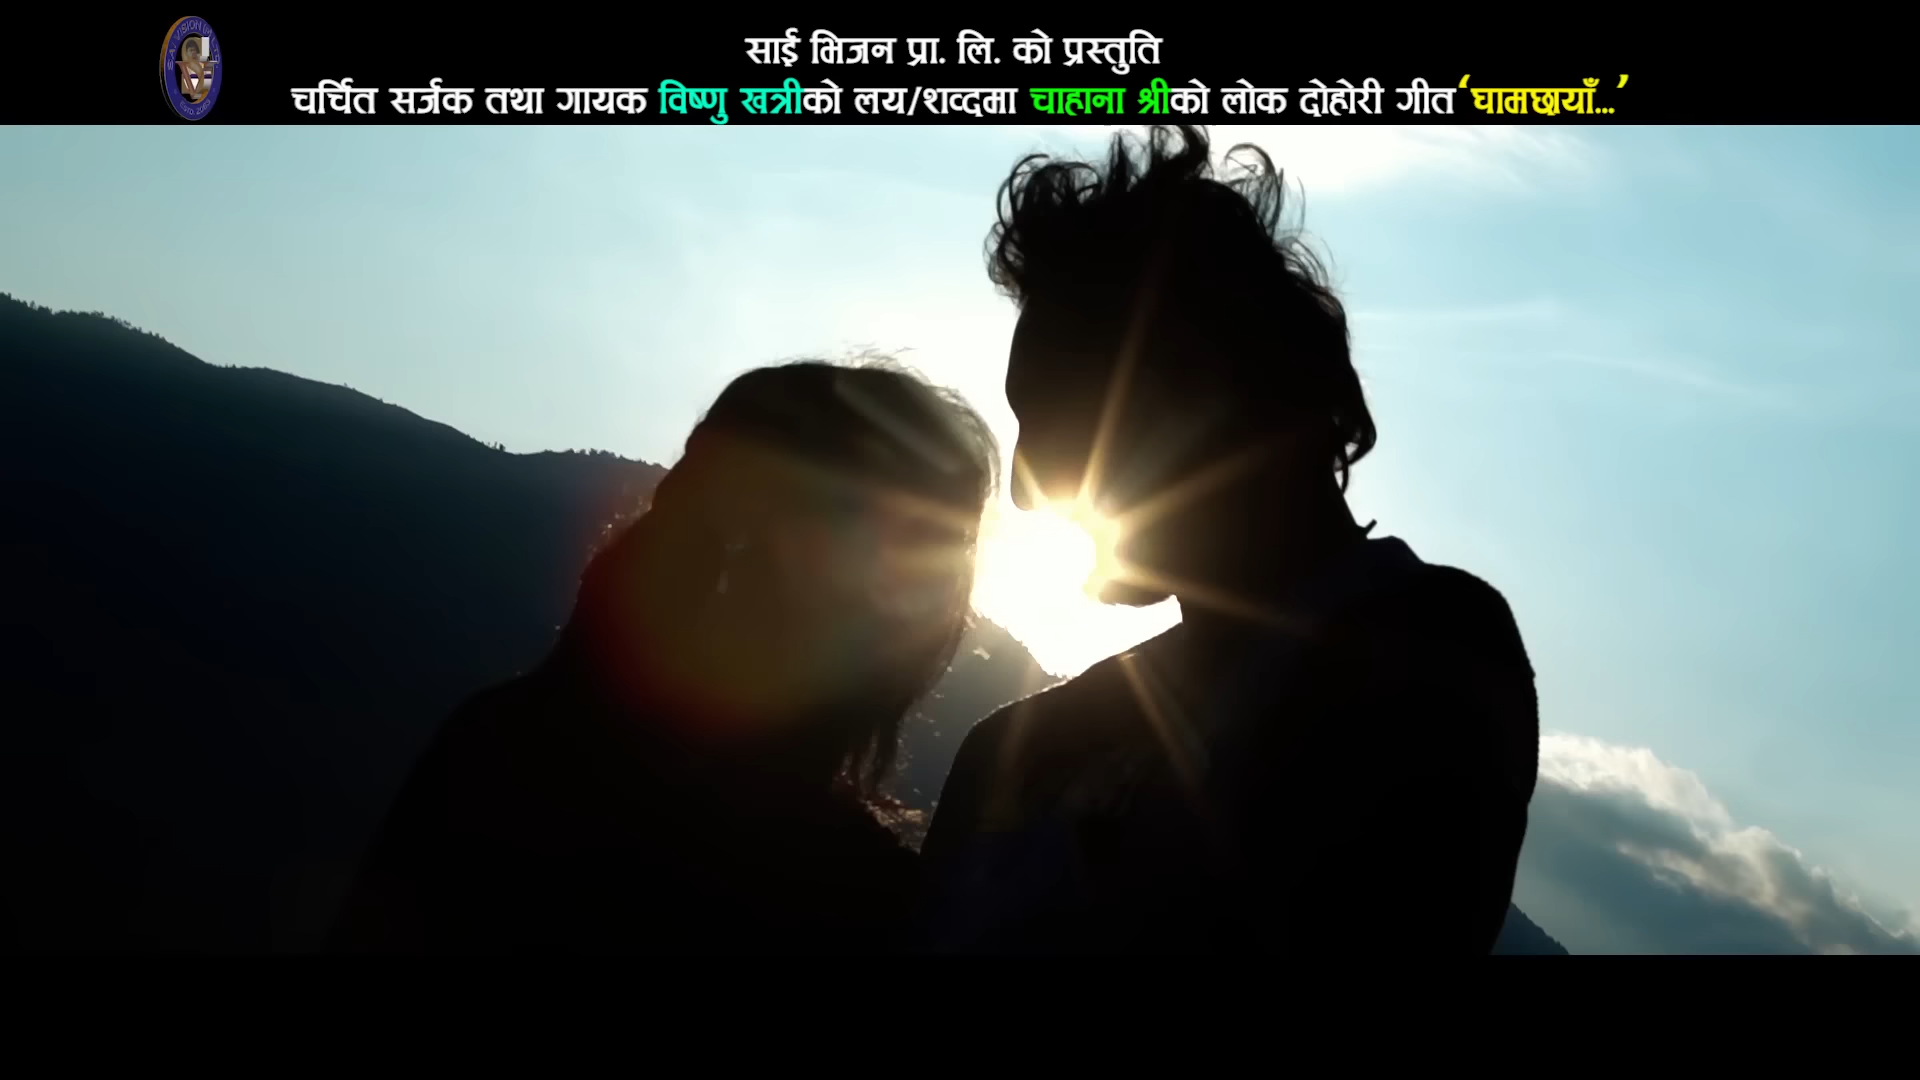 साई भिजन प्रा. लि. को प्रस्तुति
चर्चित सर्जक तथा गायक विष्णु खत्रीको लय/शव्दमा चाहाना श्रीको लोक दोहोरी गीत ‘घामछायाँ...’